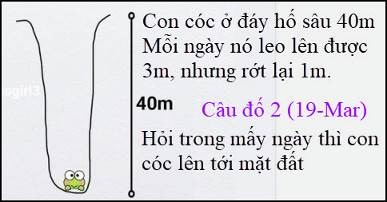 Con cóc ở đáy hố sâu 40m
Mỗi ngày nó leo lên được
3m, nhưng rớt lại 1m.
40m
Câu đố 2 (19-Mar)
Hỏi trong mấy ngày thì con
cóc lên tới mặt đất